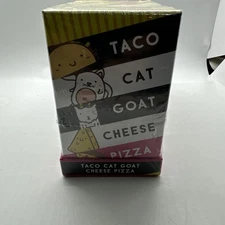 TACO
CAT
GOAT
CHEESE
PIZZA
TACO CAT GOAT
CHEESE PIZZA